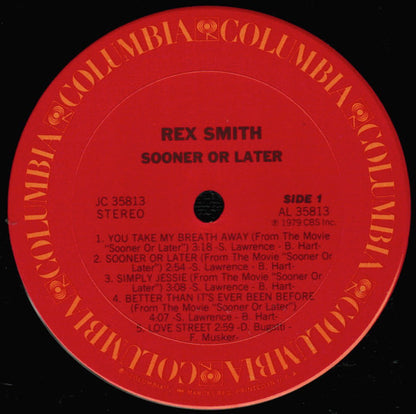 COLUMBIA COLUMBIA COLUMBIA COLUMBIA COLUMBIA COLUMBIA
REX SMITH
SOONER OR LATER
JC 35813
STEREO
SIDE 1
AL 35813
℗ 1979 CBS Inc.
1. YOU TAKE MY BREATH AWAY (From The Movie
"Sooner Or Later") 3:18 -S. Lawrence - B. Hart-
2. SOONER OR LATER (From The Movie "Sooner Or
Later") 2:54 -S. Lawrence - B. Hart-
3. SIMPLY JESSIE (From The Movie "Sooner Or
Later") 3:08 -S. Lawrence - B. Hart-
4. BETTER THAN IT'S EVER BEEN BEFORE
(From The Movie "Sooner Or Later")
4:07 -S. Lawrence - B. Hart-
5. LOVE STREET 2:59 -D. Bugatti -
F. Musker-